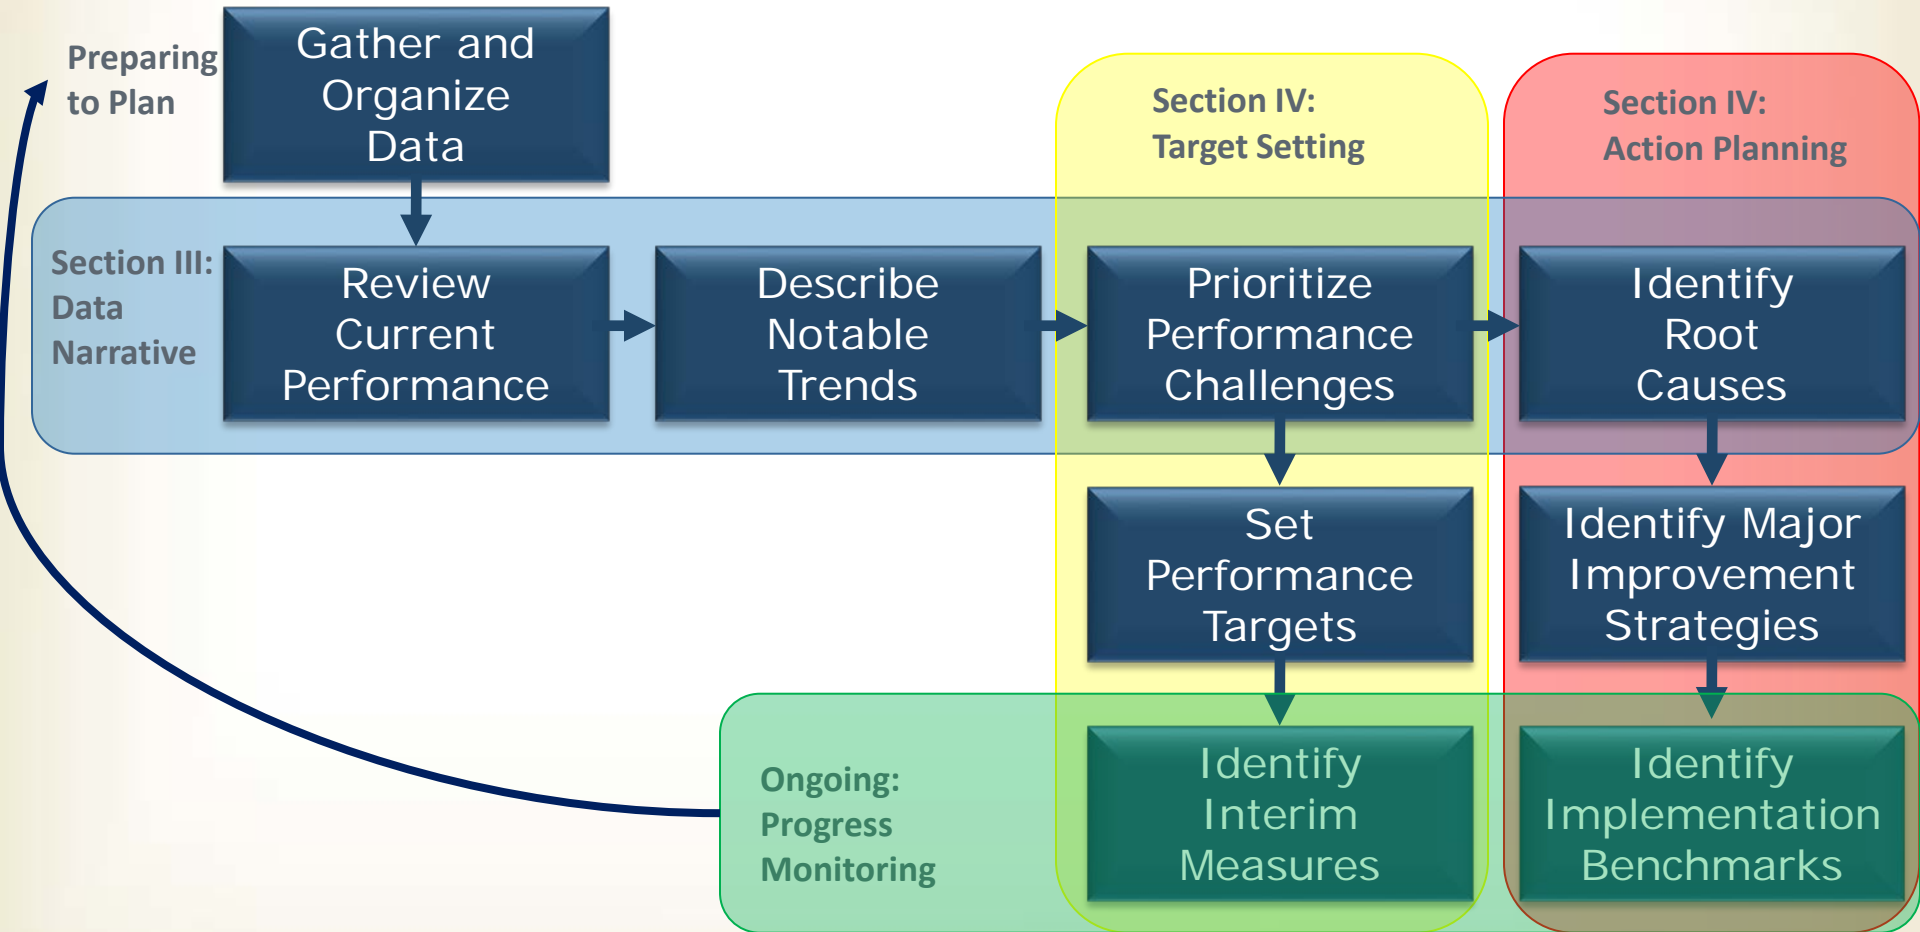 Preparing
to Plan
Gather and
Organize
Data
Section IV:
Target Setting
Section IV:
Action Planning
Section III:
Data
Narrative
Review
Current
Performance
Describe
Notable
Trends
Prioritize
Performance
Challenges
Identify
Root
Causes
Set
Performance
Targets
Identify Major
Improvement
Strategies
Ongoing:
Progress
Monitoring
Identify
Interim
Measures
Identify
Implementation
Benchmarks